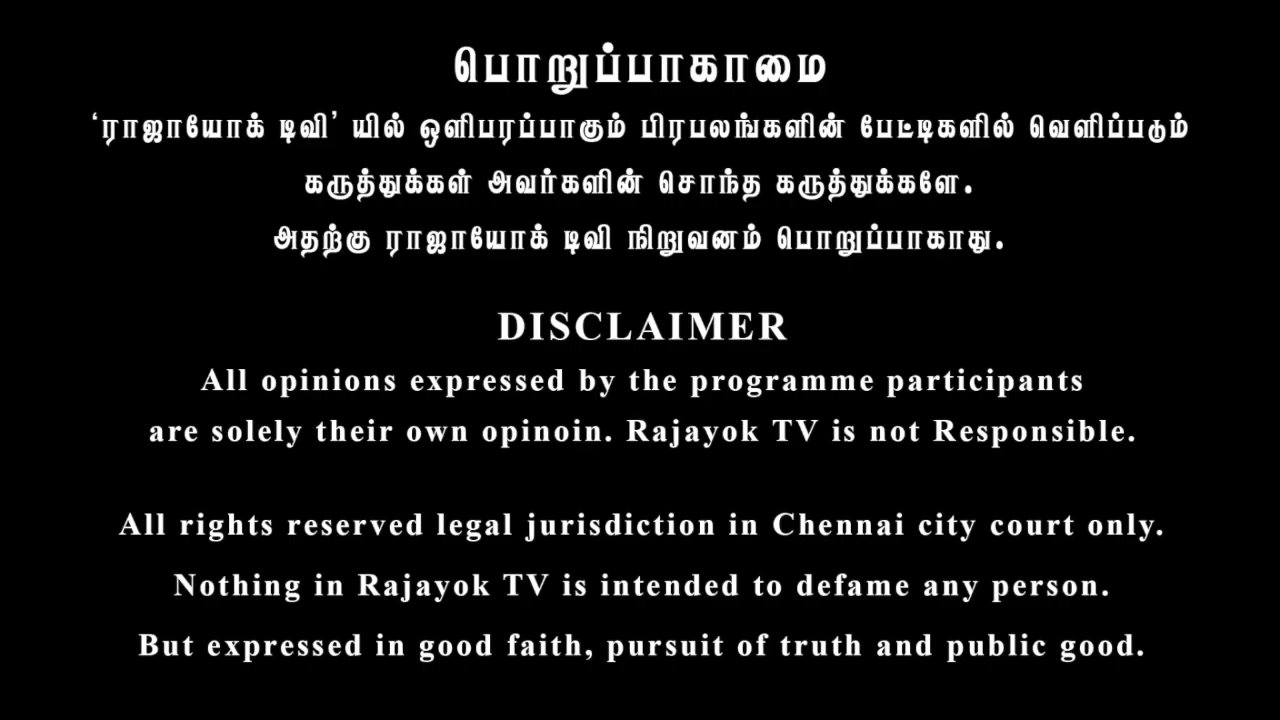 பொறுப்பாகாமை
‘ராஜாயோக் டிவி’ யில் ஒளிபரப்பாகும் பிரபலங்களின் பேட்டிகளில் வெளிப்படும்
கருத்துக்கள் அவர்களின் சொந்த கருத்துக்களே.
அதற்கு ராஜாயோக் டிவி நிறுவனம் பொறுப்பாகாது.
DISCLAIMER
All opinions expressed by the programme participants
are solely their own opinoin. Rajayok TV is not Responsible.
All rights reserved legal jurisdiction in Chennai city court only.
Nothing in Rajayok TV is intended to defame any person.
But expressed in good faith, pursuit of truth and public good.